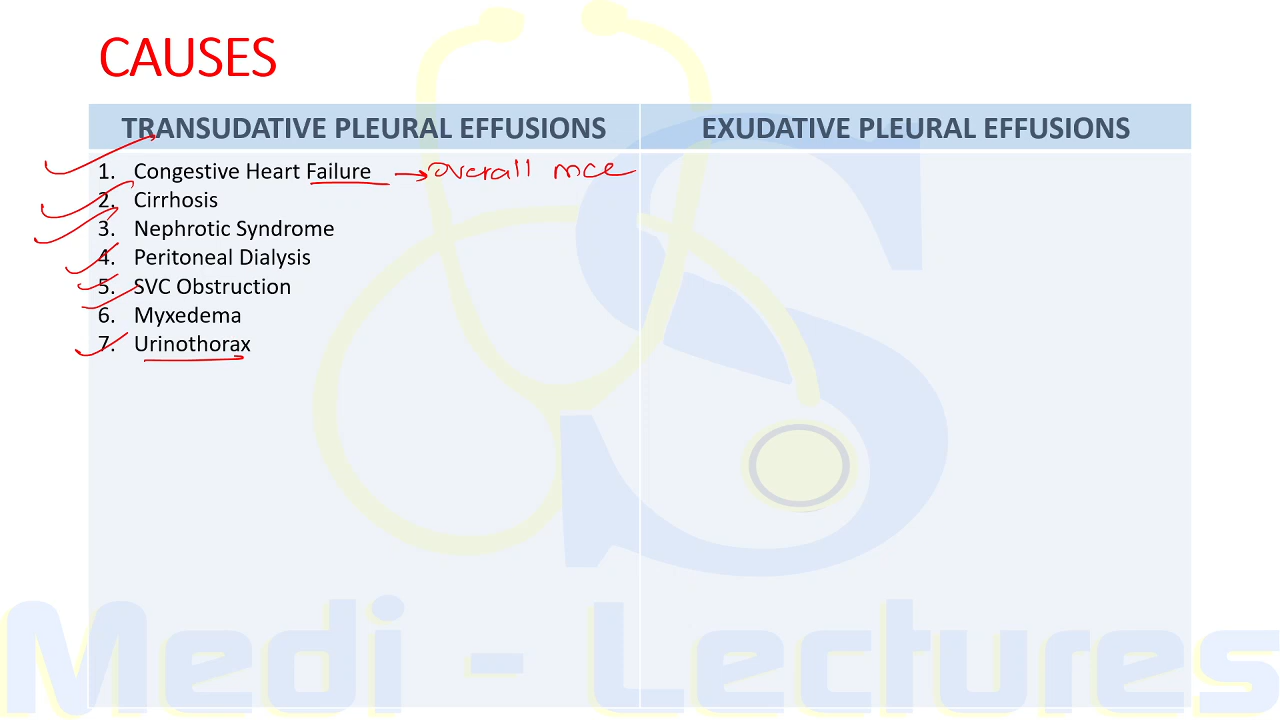 CAUSES
TRANSUDATIVE PLEURAL EFFUSIONS
EXUDATIVE PLEURAL EFFUSIONS
1. Congestive Heart Failure → overall mce
2. Cirrhosis
3. Nephrotic Syndrome
4. Peritoneal Dialysis
5. SVC Obstruction
6. Myxedema
7. Urinothorax
S
Medi - Lectures